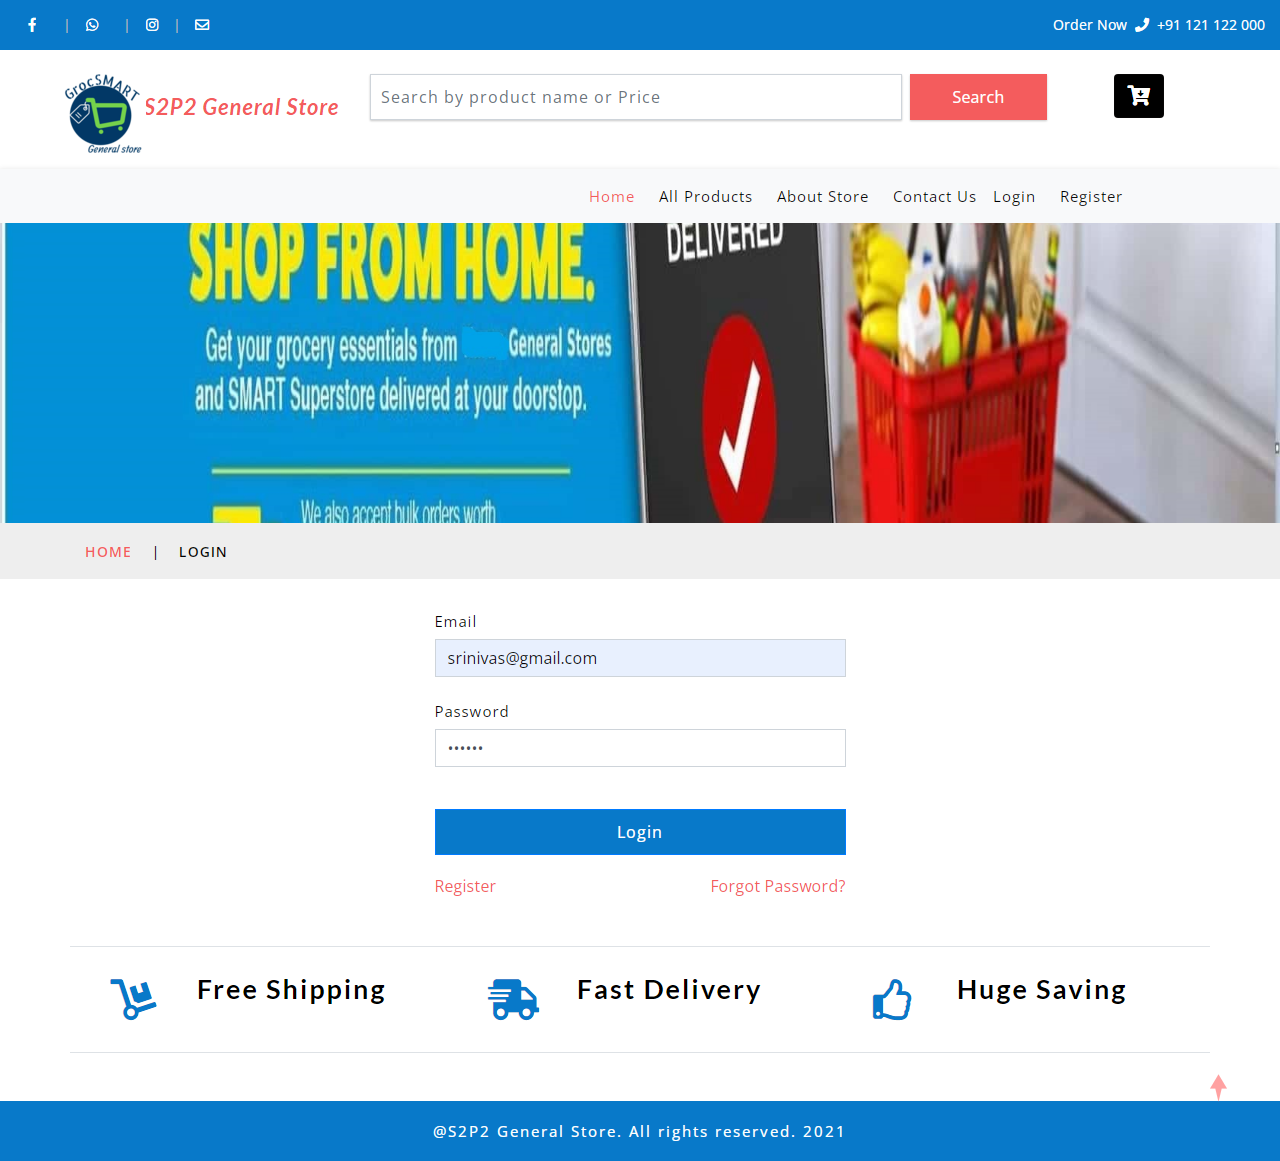 | | |
Order Now +91 121 122 000
GrocSMART
General store
S2P2 General Store
Search by product name or Price
Search
Home All Products About Store Contact Us Login Register
SHOP FROM HOME.
Get your grocery essentials from General Stores
and SMART Superstore delivered at your doorstop.
We also accept bulk orders worth
DELIVERED
HOME | LOGIN
Email
srinivas@gmail.com
Password
••••••
Login
Register Forgot Password?
Free Shipping Fast Delivery Huge Saving
@S2P2 General Store. All rights reserved. 2021